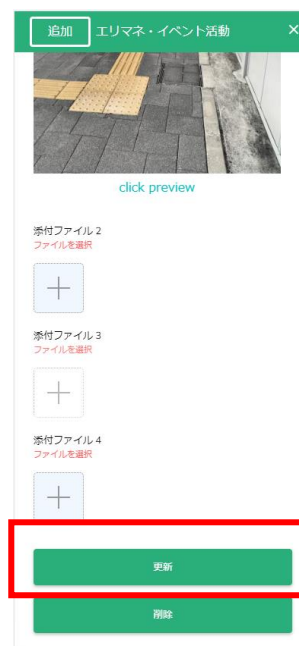 追加 エリマネ・イベント活動 ×
click preview
添付ファイル 2
ファイルを選択
添付ファイル 3
ファイルを選択
添付ファイル 4
ファイルを選択
更新
削除